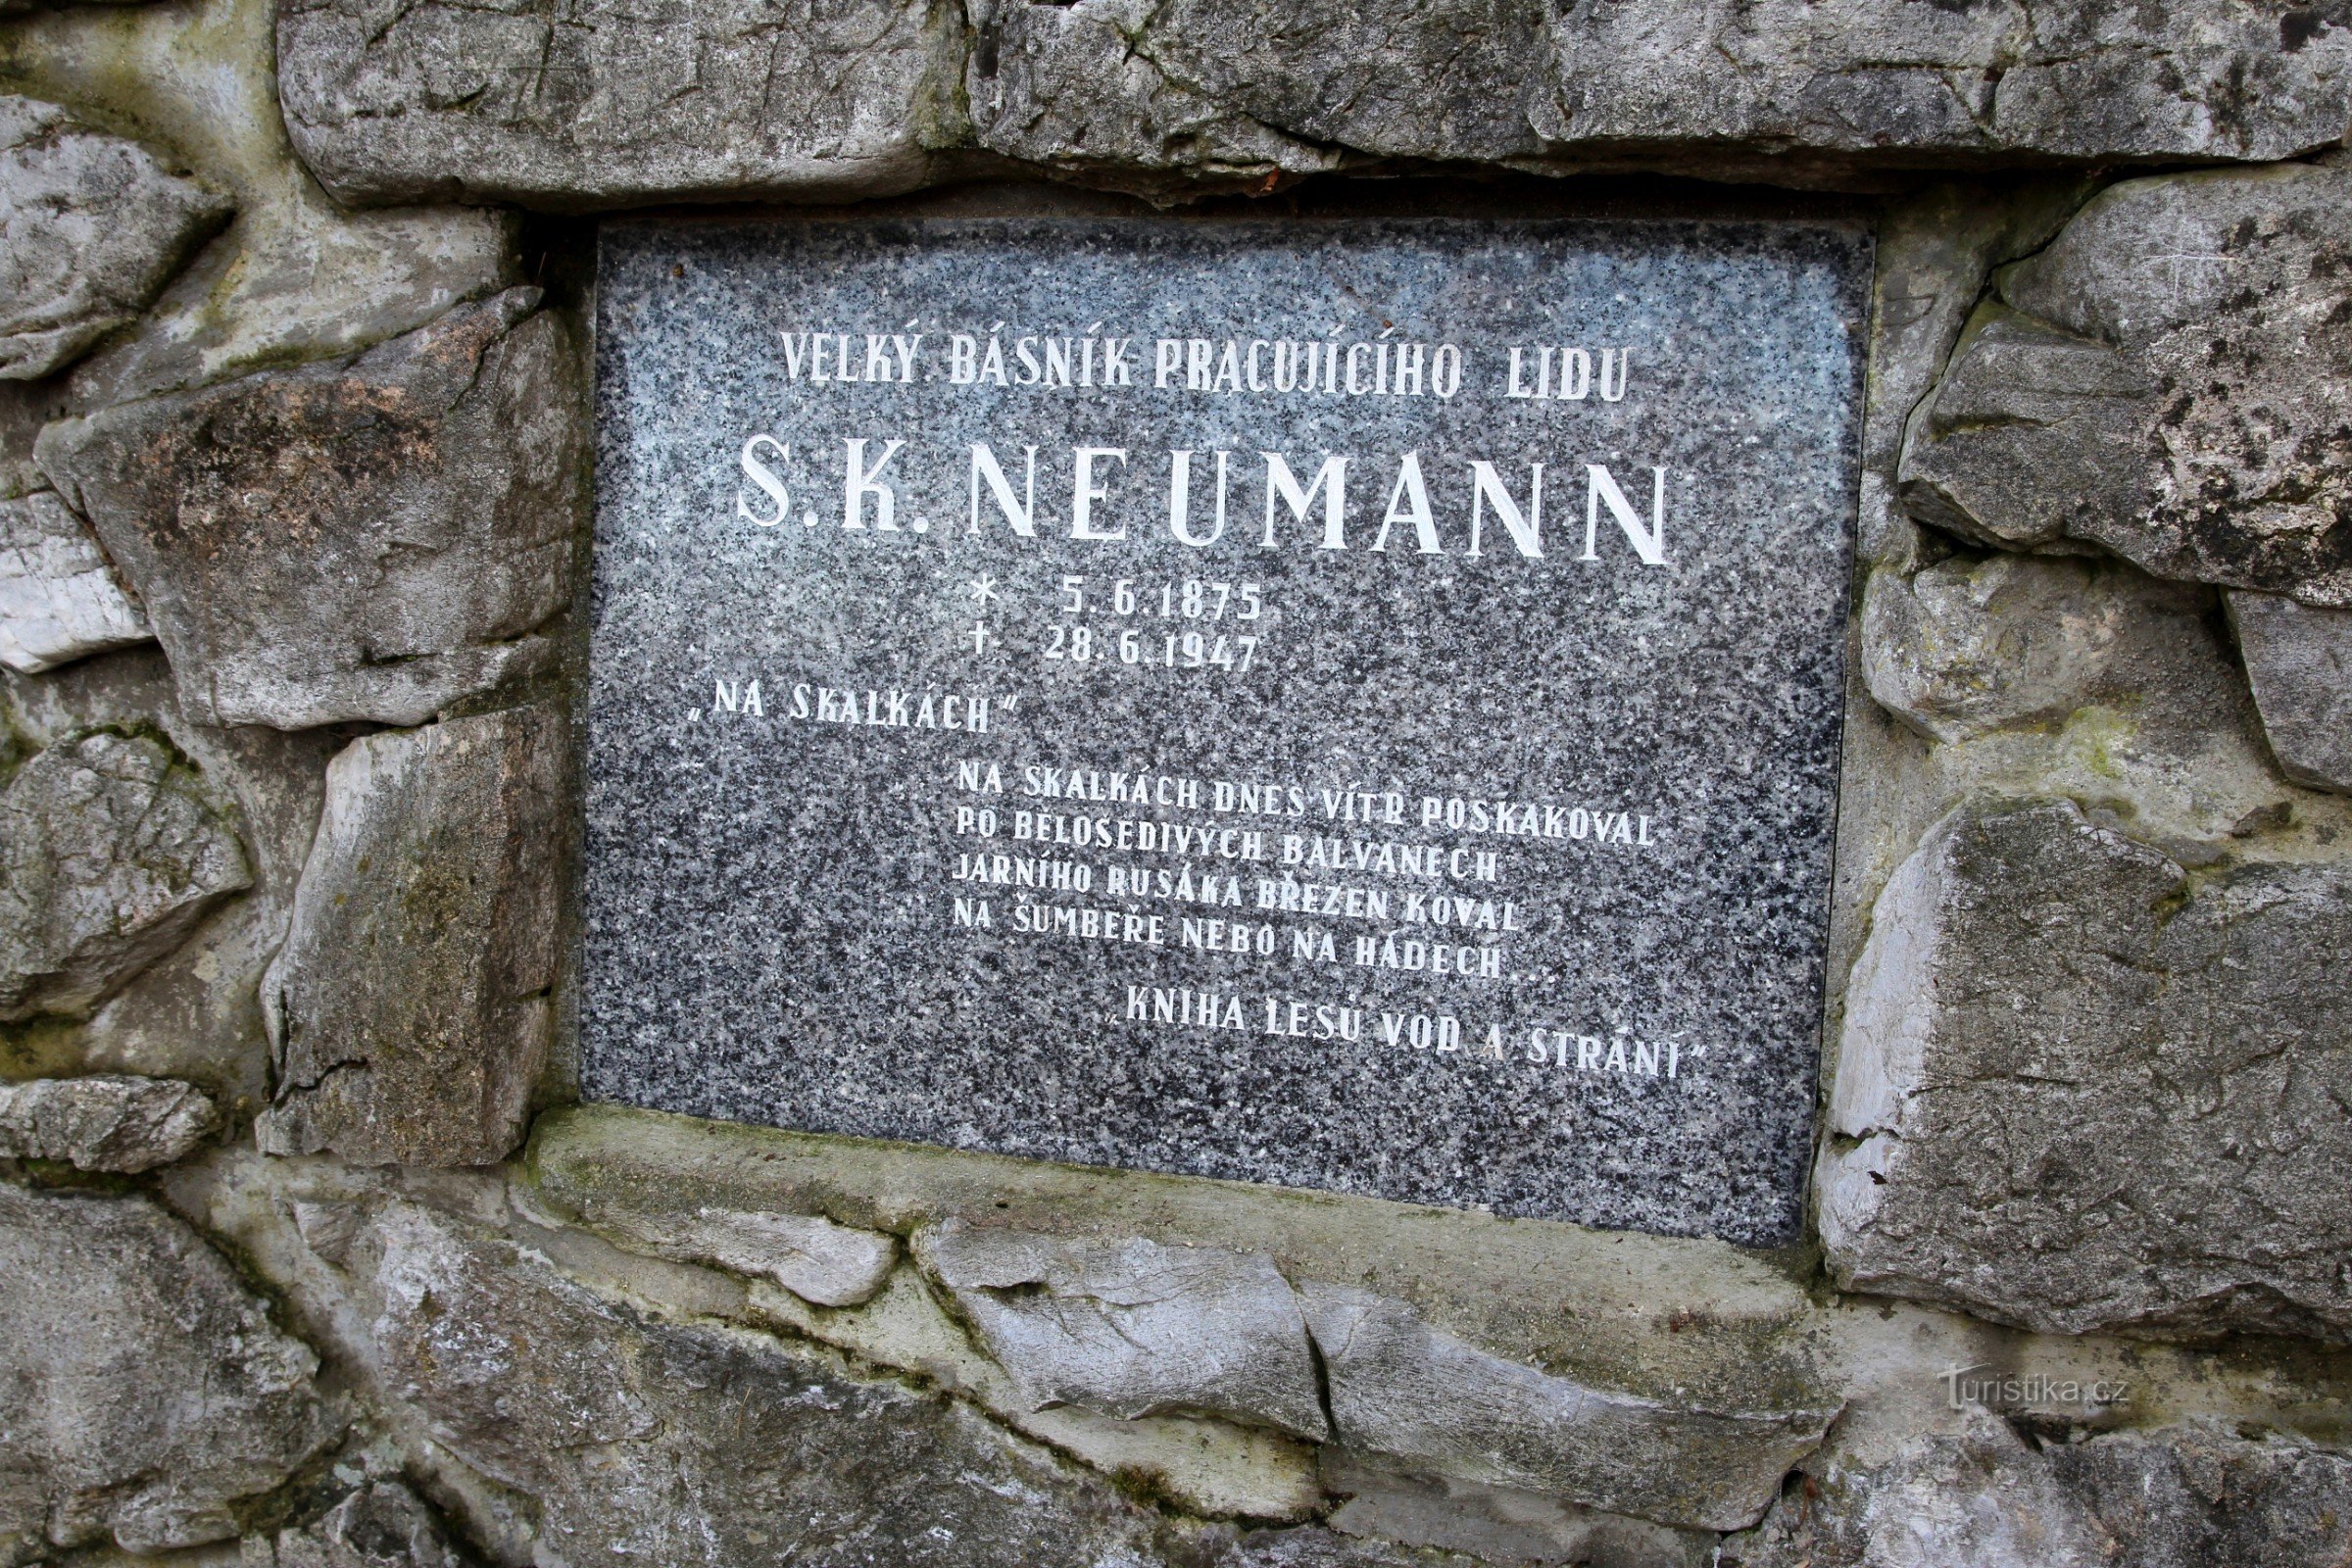 VELKÝ BÁSNÍK PRACUJÍCÍHO LIDU
S.K. NEUMANN
* 5.6.1875
† 28.6.1947
„NA SKALKÁCH“
NA SKALKÁCH DNES VÍTR POSKAKOVAL
PO BĚLOŠEDIVÝCH BALVANECH
JARNÍHO RUSÁKA BŘEZEN KOVAL
NA ŠUMBEŘE NEBO NA HÁDECH..
„KNIHA LESU VOD A STRÁNÍ“
Turistika.cz